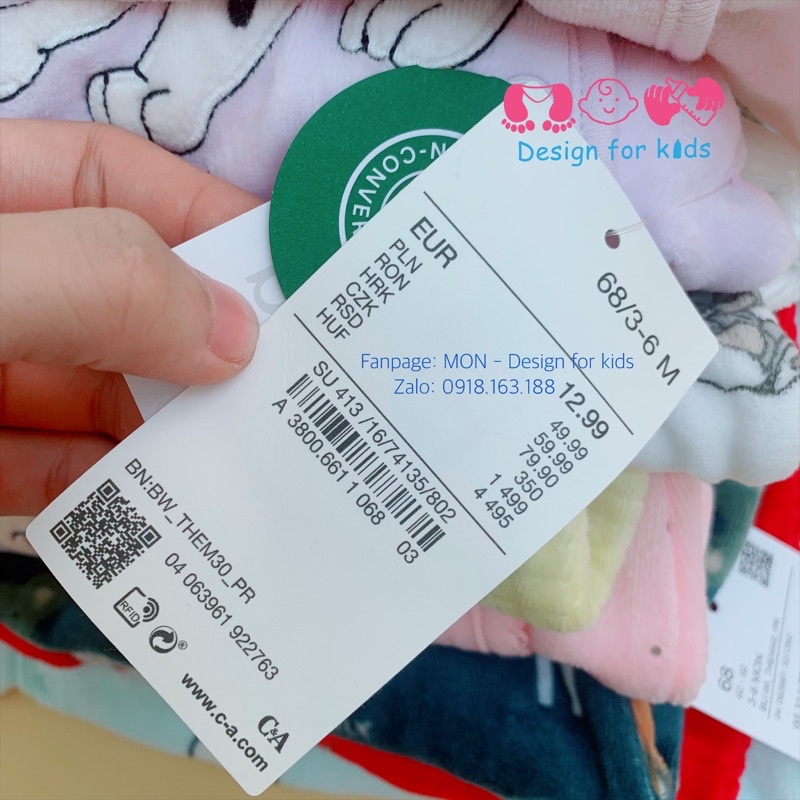 Design for kids
N-CONVE
68/3-6 M
EUR 12.99
PLN 49.99
RON 59.99
HRK 79.90
CZK 350
RSD 1 499
HUF 4 495
Fanpage: MON - Design for kids
Zalo: 0918.163.188
SU 413 /16/74135/802
A 3800.661 1 068 03
BN:BW_THEM30_PR
04 063961 922763
RFID
®
C&A
www.c-a.com
68